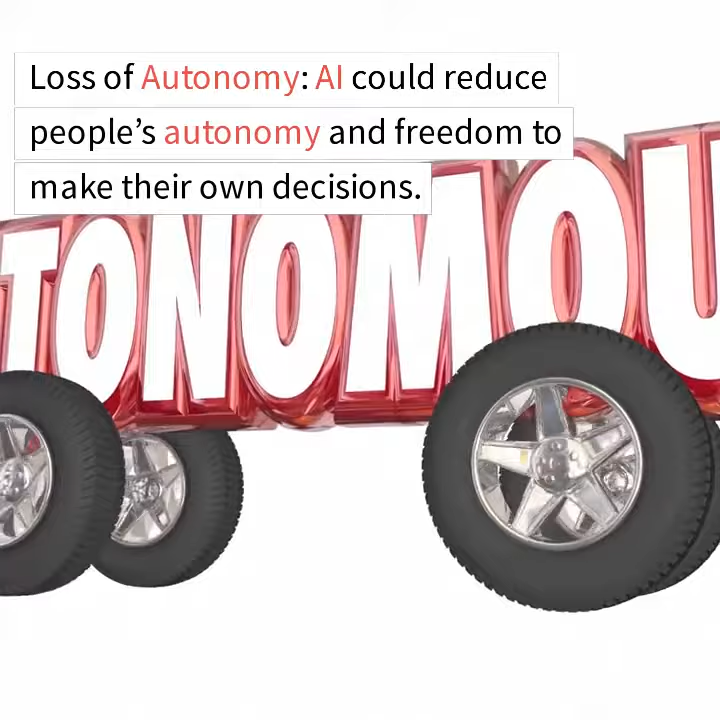 Loss of Autonomy: AI could reduce
people’s autonomy and freedom to
make their own decisions.
TONOMOU